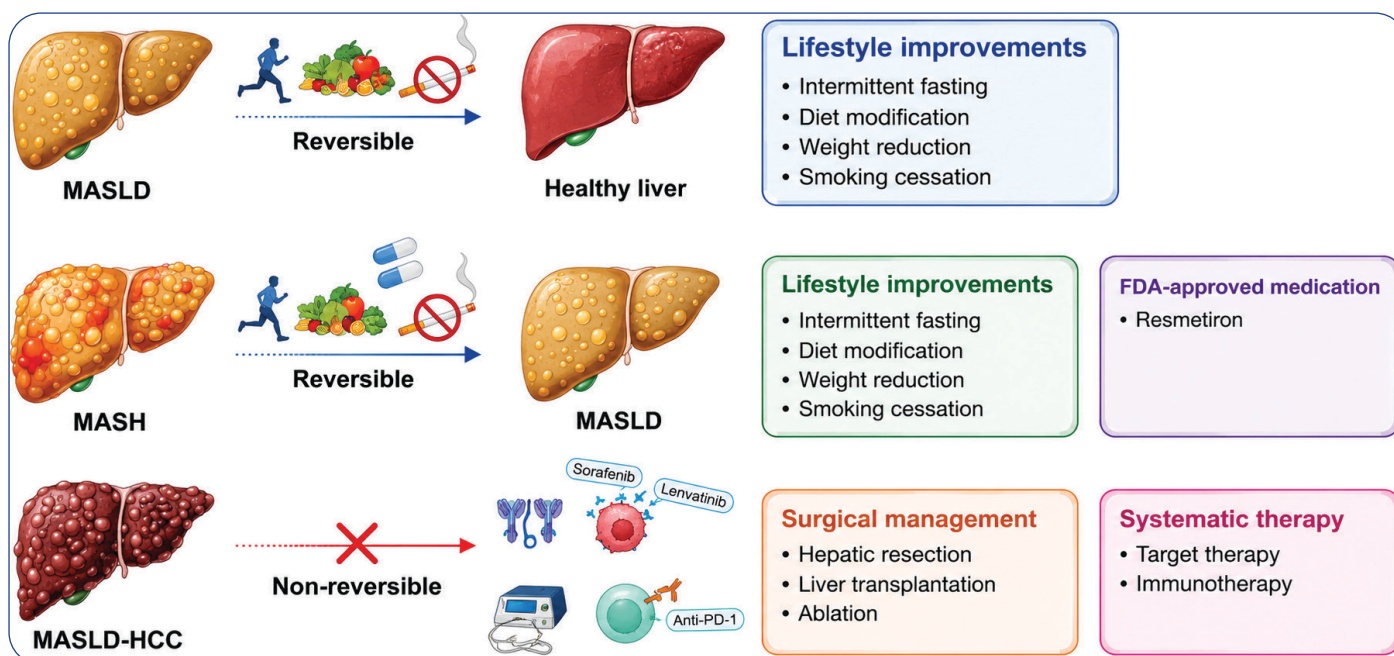 MASLD
Reversible
Healthy liver
Lifestyle improvements
• Intermittent fasting
• Diet modification
• Weight reduction
• Smoking cessation
MASH
Reversible
MASLD
Lifestyle improvements
• Intermittent fasting
• Diet modification
• Weight reduction
• Smoking cessation
FDA-approved medication
• Resmetiron
MASLD-HCC
Non-reversible
Sorafenib
Lenvatinib
Anti-PD-1
Surgical management
• Hepatic resection
• Liver transplantation
• Ablation
Systematic therapy
• Target therapy
• Immunotherapy